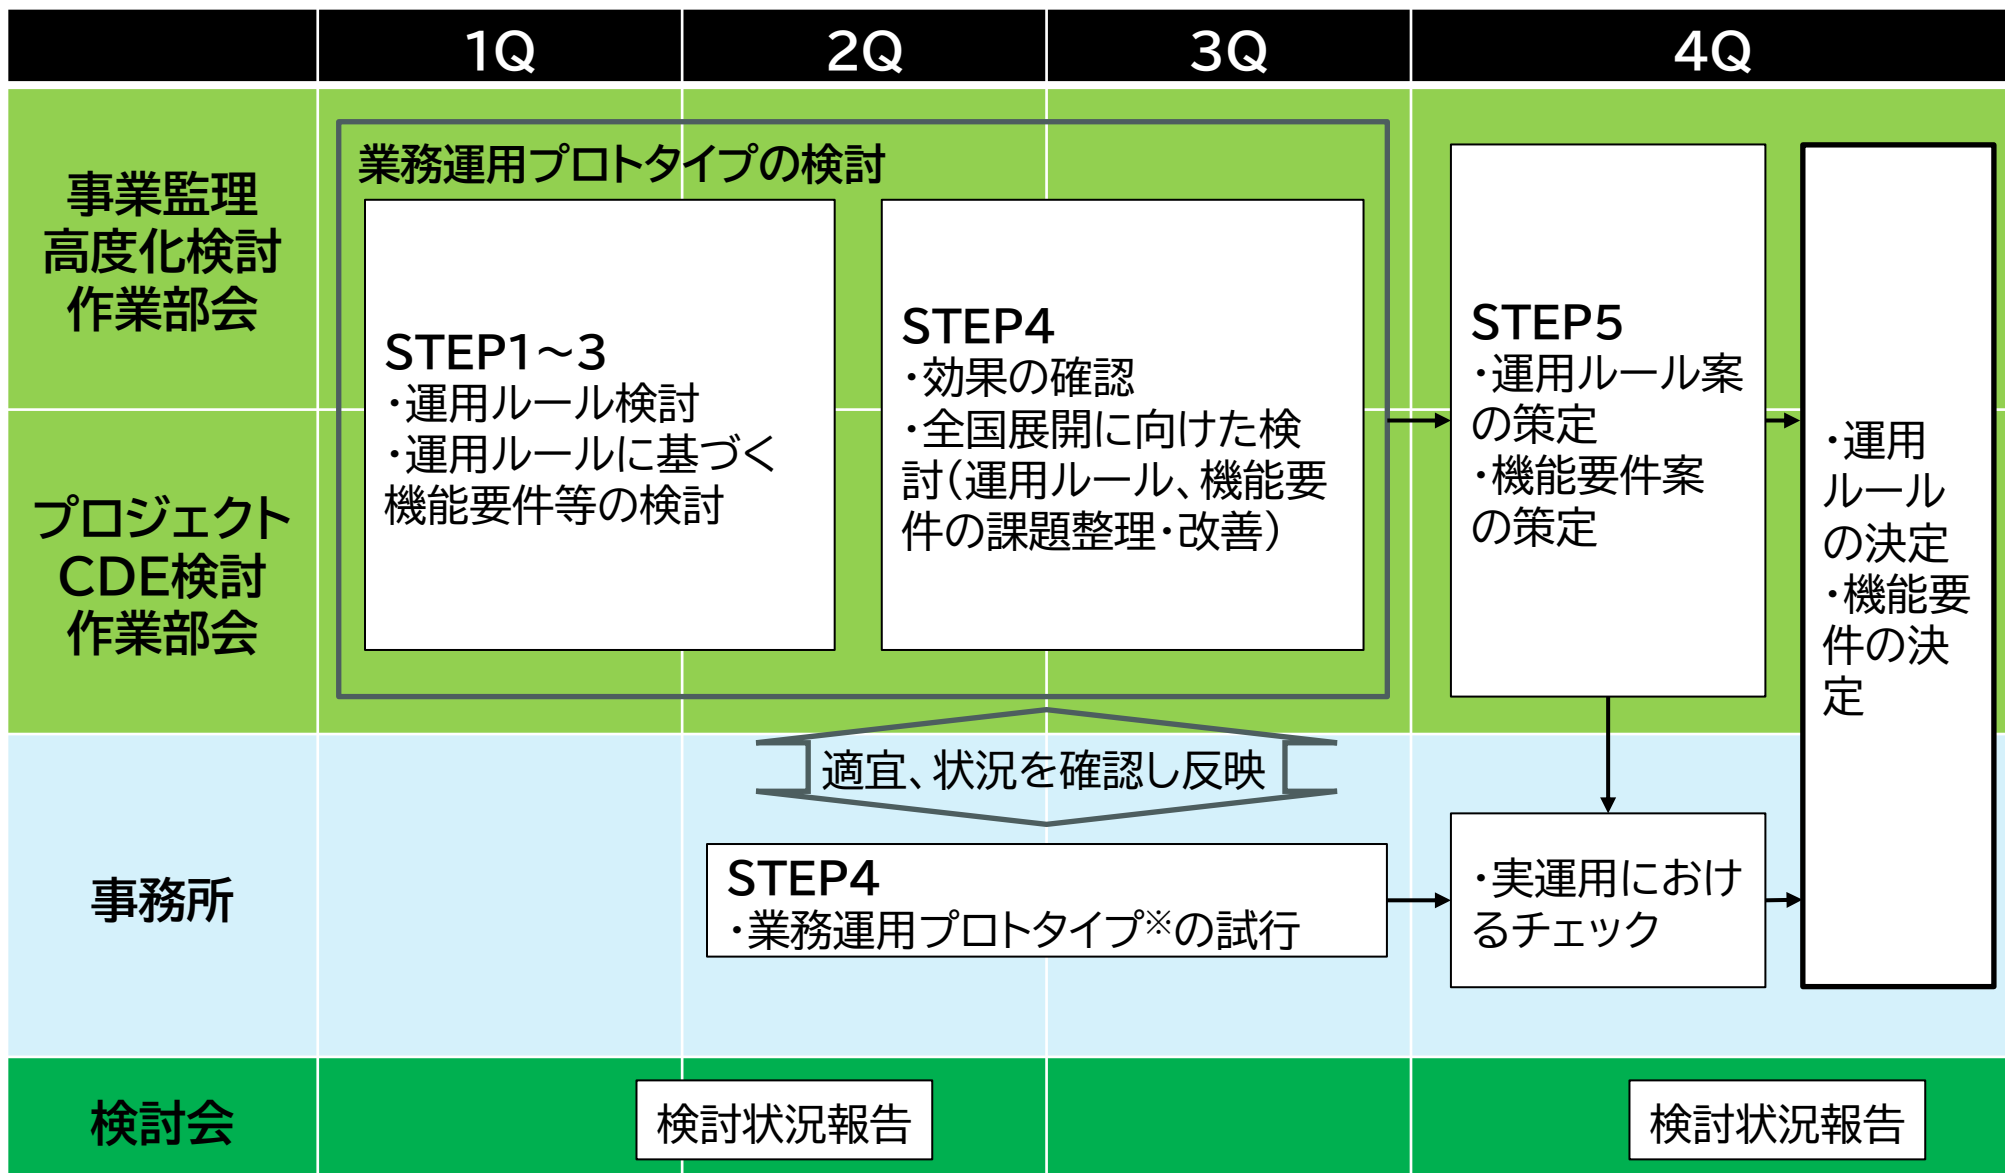 1Q
2Q
3Q
4Q
事業監理
高度化検討
作業部会
プロジェクト
CDE検討
作業部会
業務運用プロトタイプの検討
STEP1～3
・運用ルール検討
・運用ルールに基づく
機能要件等の検討
STEP4
・効果の確認
・全国展開に向けた検
討（運用ルール、機能要
件の課題整理・改善）
STEP5
・運用ルール案
の策定
・機能要件案
の策定
・運用
ルール
の決定
・機能要
件の決
定
適宜、状況を確認し反映
事務所
STEP4
・業務運用プロトタイプ※の試行
・実運用におけ
るチェック
検討会
検討状況報告
検討状況報告